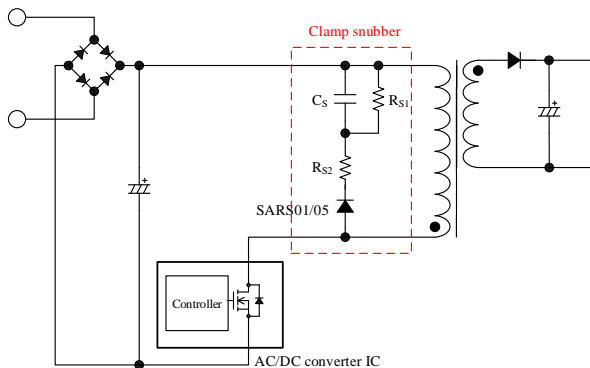 Clamp snubber
CS
RS1
RS2
SARS01/05
Controller
AC/DC converter IC
+
+